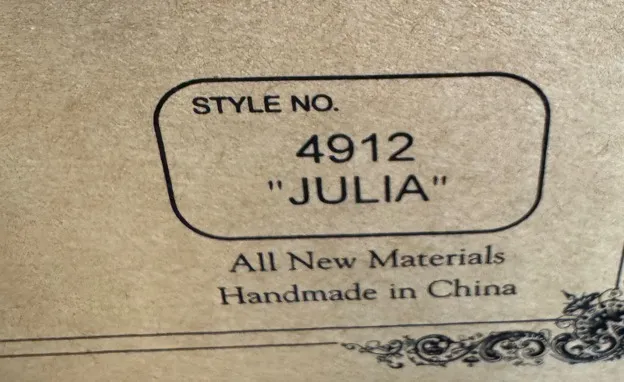 STYLE NO.
4912
"JULIA"
All New Materials
Handmade in China